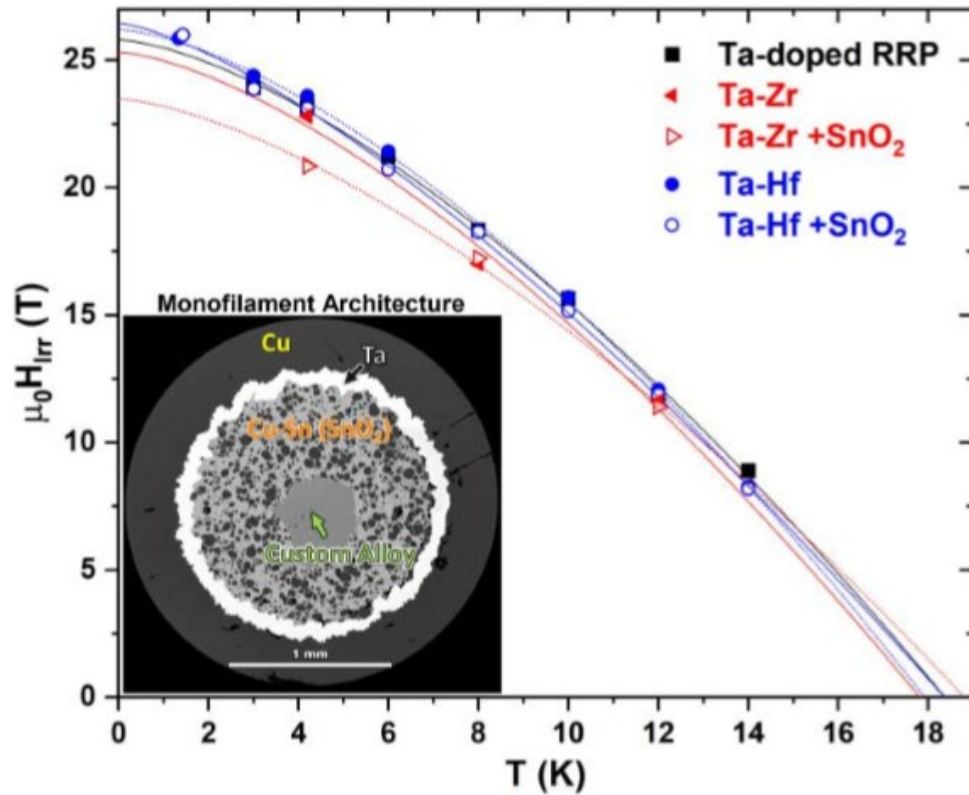 25
20
15
10
5
0
μ₀H_Irr (T)
Ta-doped RRP
Ta-Zr
Ta-Zr +SnO₂
Ta-Hf
Ta-Hf +SnO₂
Monofilament Architecture
Cu
Ta
Cu-Sn (SnO₂)
Custom Alloy
1 mm
0 2 4 6 8 10 12 14 16 18
T (K)